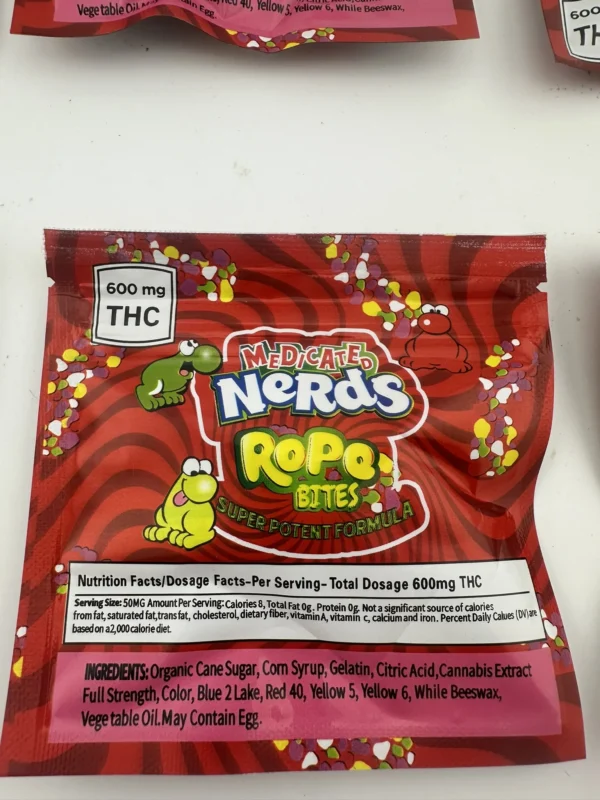 Red 40, Yellow 5, Yellow 6, While Beeswax,
Vege table Oil. May Contain Egg.
600
TH
600 mg
THC
MEDICATED
NeRds
ROPe
BITES
SUPER POTENT FORMULA
Nutrition Facts/Dosage Facts-Per Serving-Total Dosage 600mg THC
Serving Size: 50MG Amount Per Serving: Calories 8, Total Fat 0g. Protein 0g. Not a significant source of calories
from fat, saturated fat, trans fat, cholesterol, dietary fiber, vitamin A, vitamin c, calcium and iron. Percent Daily Calues (DV) are
based on a 2,000 calorie diet.
INGREDIENTS: Organic Cane Sugar, Corn Syrup, Gelatin, Citric Acid, Cannabis Extract
Full Strength, Color, Blue 2 Lake, Red 40, Yellow 5, Yellow 6, While Beeswax,
Vege table Oil. May Contain Egg.